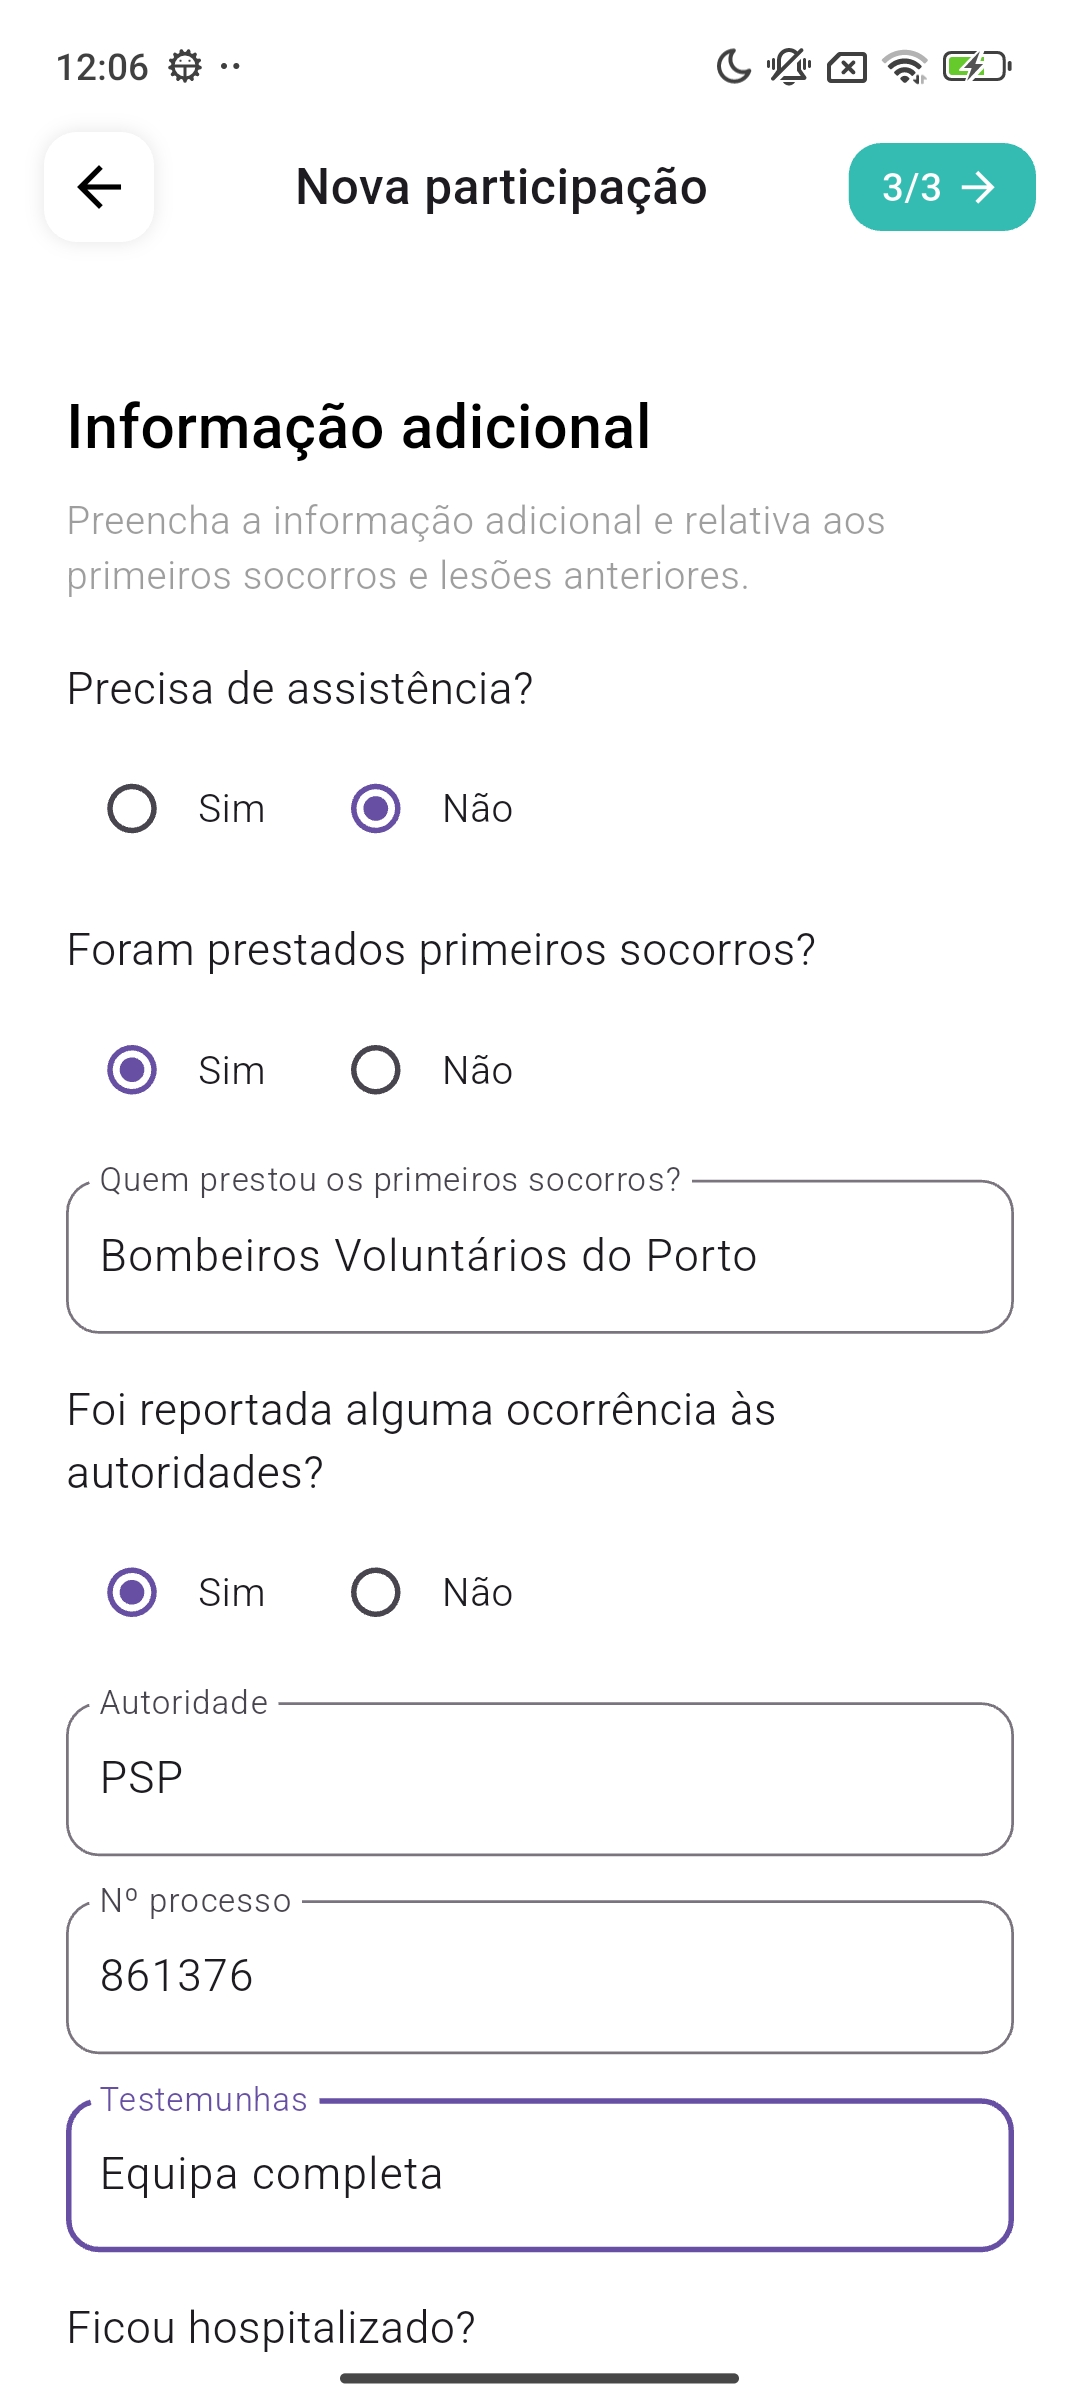 12:06
Nova participação
3/3
Informação adicional
Preencha a informação adicional e relativa aos
primeiros socorros e lesões anteriores.
Precisa de assistência?
Sim Não
Foram prestados primeiros socorros?
Sim Não
Quem prestou os primeiros socorros?
Bombeiros Voluntários do Porto
Foi reportada alguma ocorrência às
autoridades?
Sim Não
Autoridade
PSP
Nº processo
861376
Testemunhas
Equipa completa
Ficou hospitalizado?